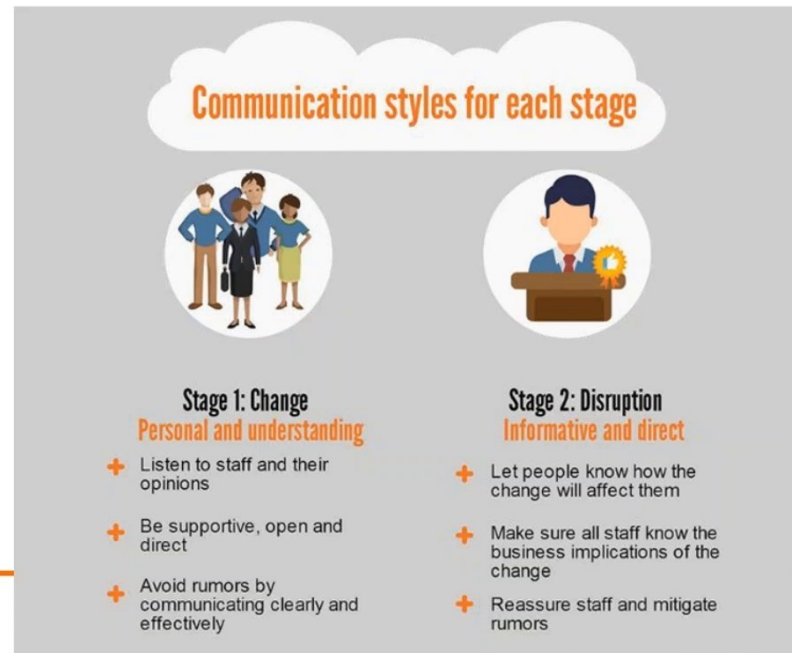 Communication styles for each stage
Stage 1: Change
Personal and understanding
Listen to staff and their
opinions
Be supportive, open and
direct
Avoid rumors by
communicating clearly and
effectively
Stage 2: Disruption
Informative and direct
Let people know how the
change will affect them
Make sure all staff know the
business implications of the
change
Reassure staff and mitigate
rumors